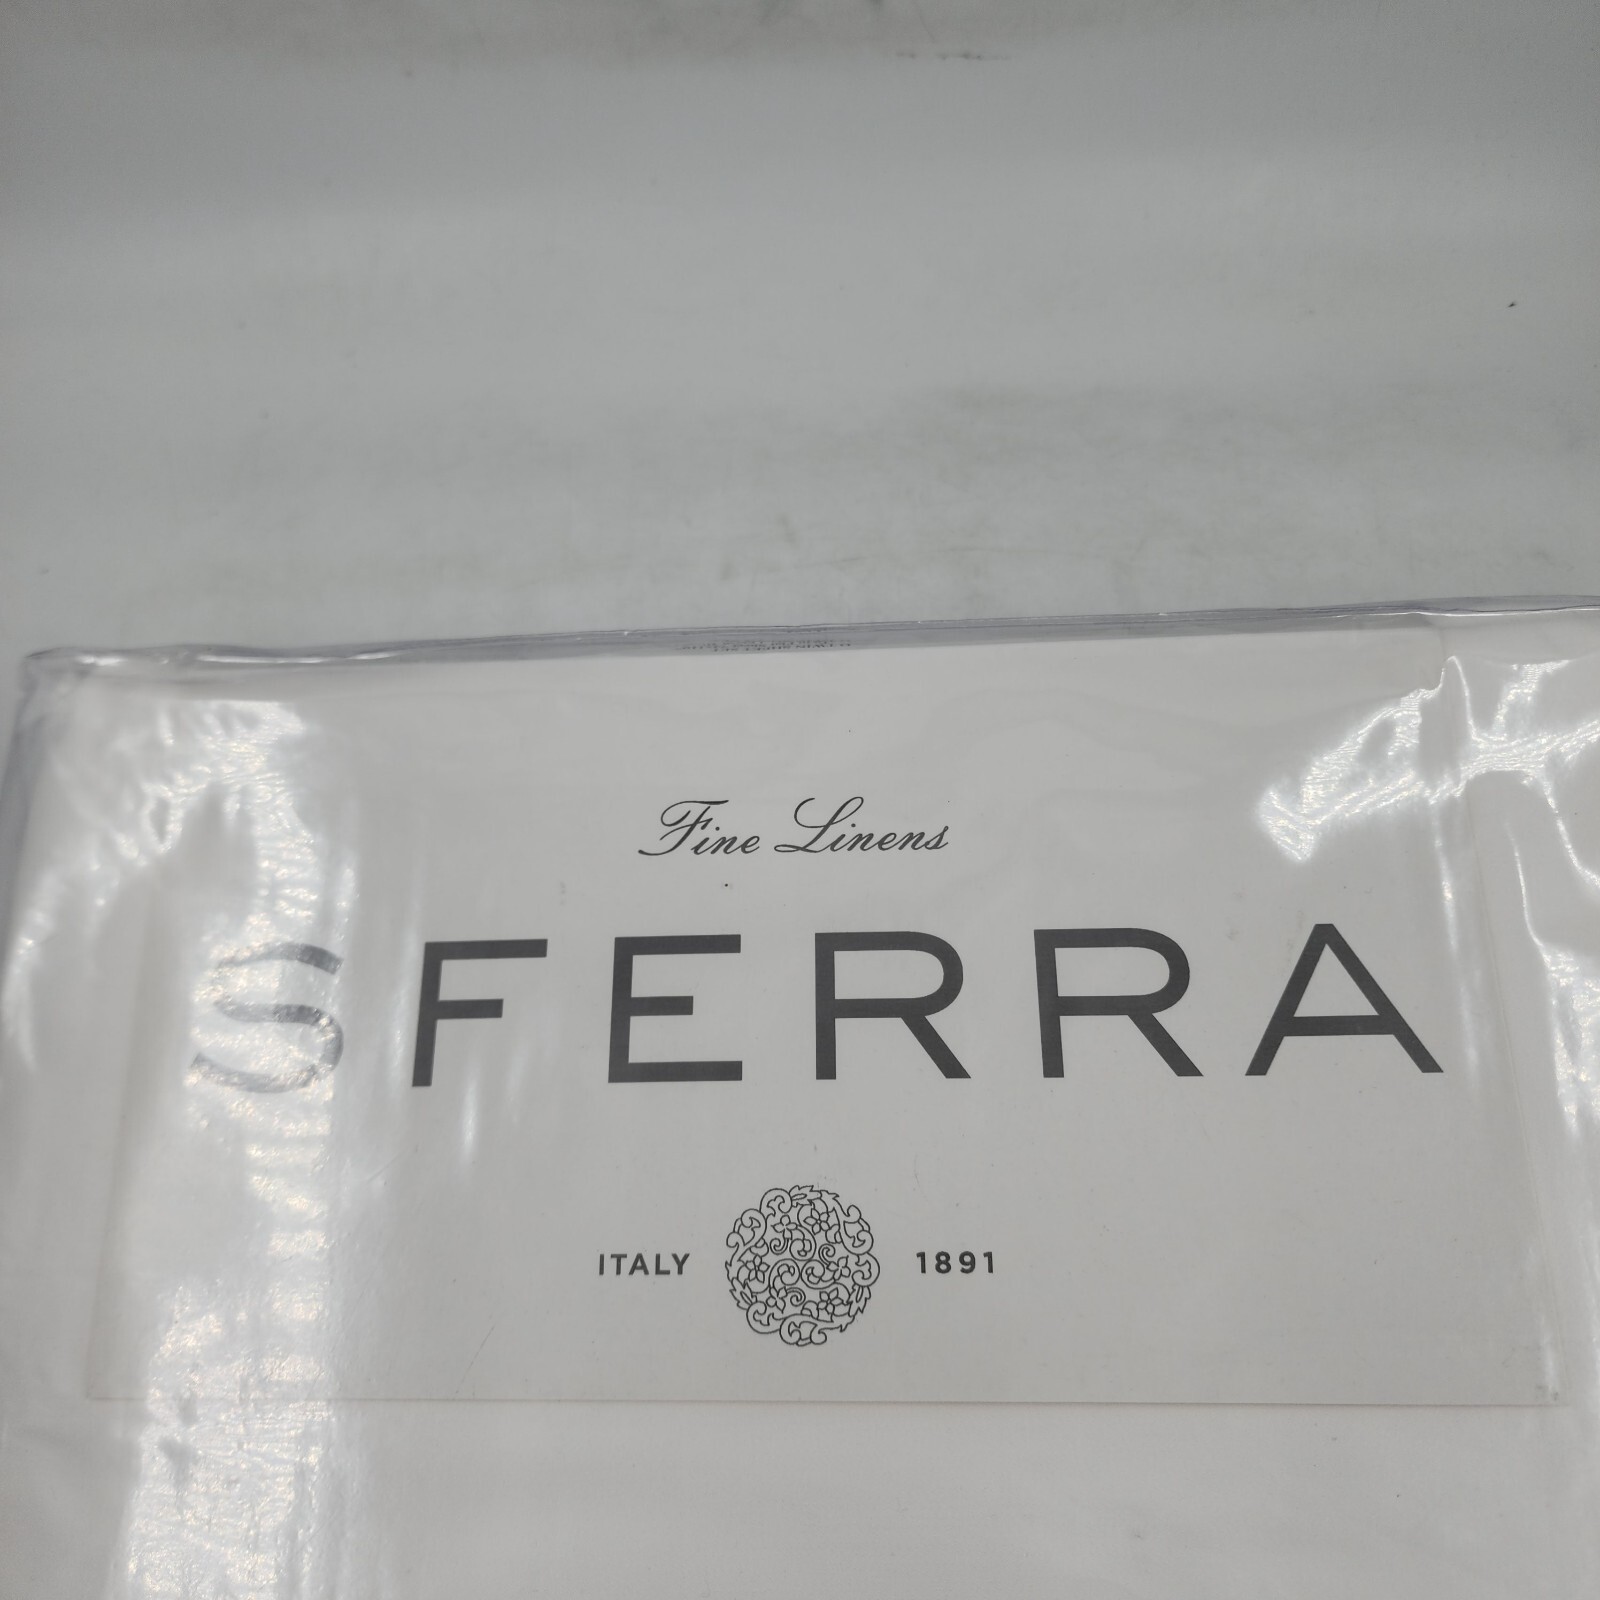 Fine Linens
SFERRA
ITALY 1891